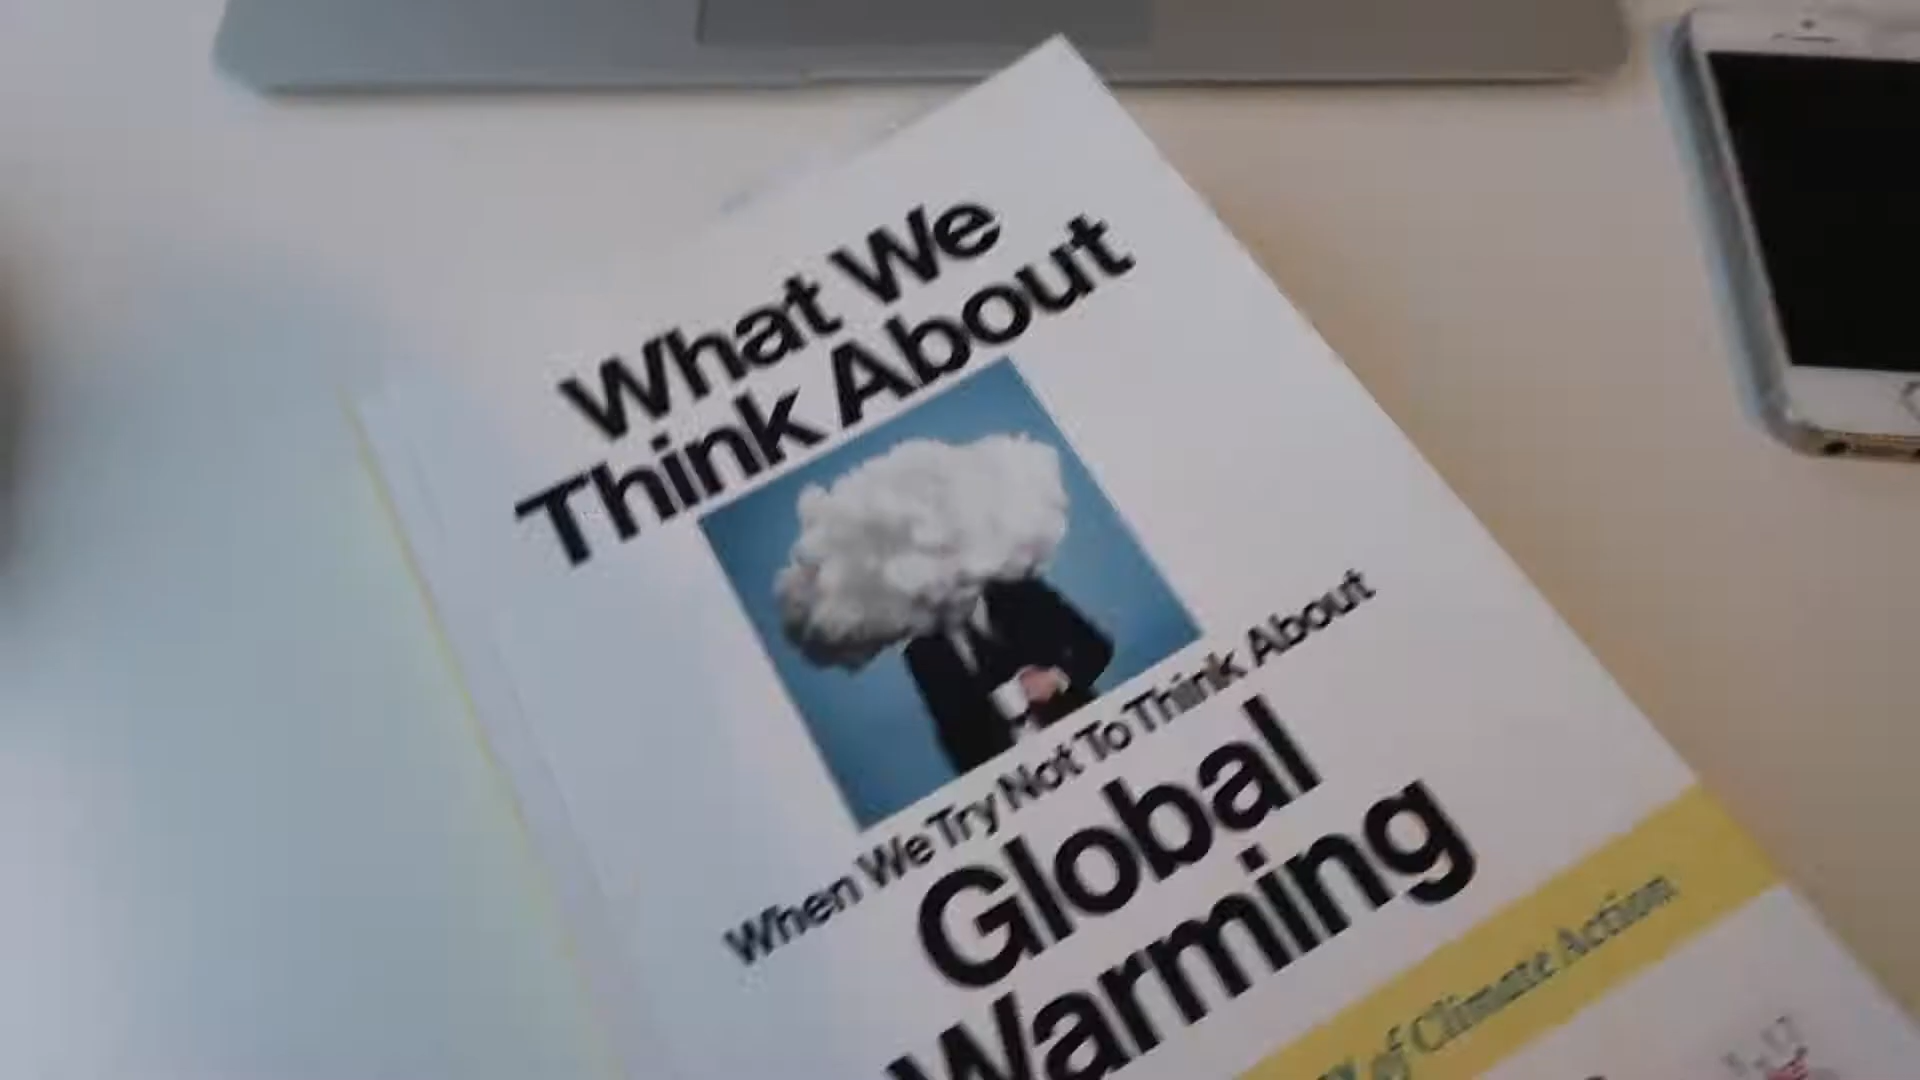 What We
Think About
When We Try Not To Think About
Global
Warming
of Climate Action